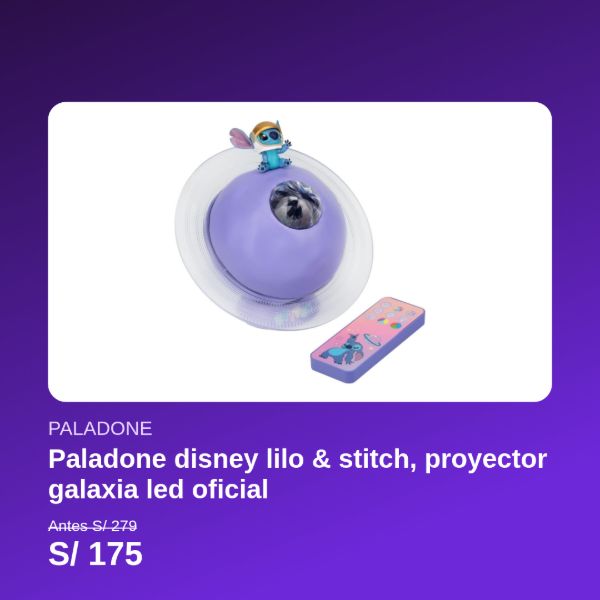 PALADONE
Paladone disney lilo & stitch, proyector
galaxia led oficial
Antes S/ 279
S/ 175